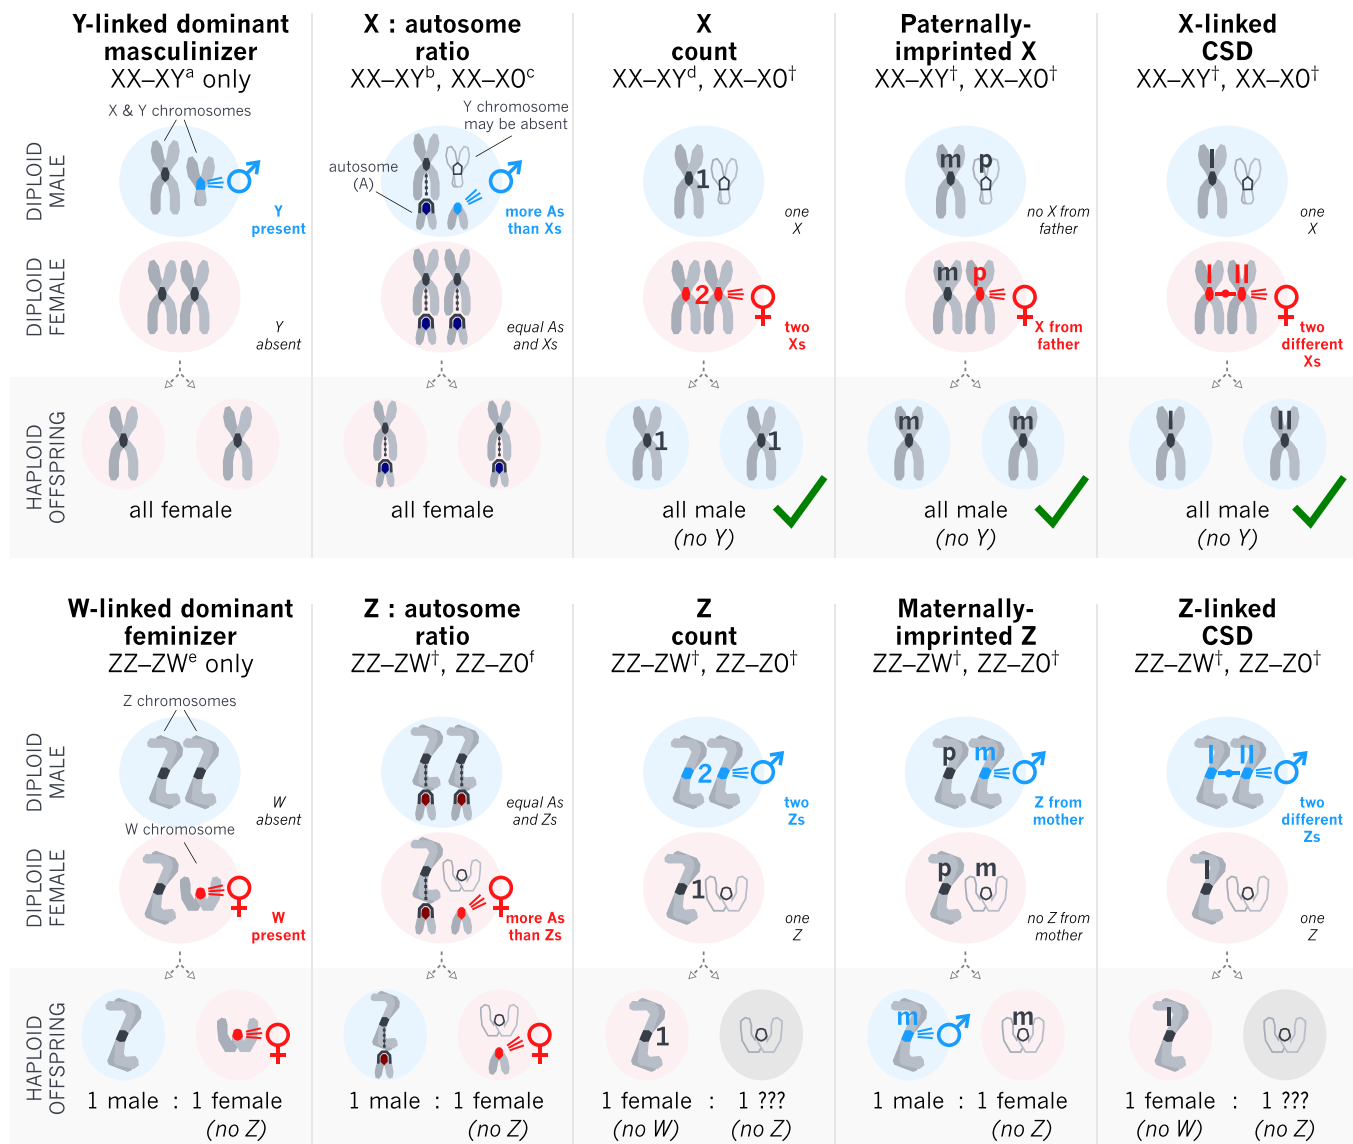 Y-linked dominant
masculinizer
XX–XYᵃ only
X : autosome
ratio
XX–XYᵇ, XX–X0ᶜ
X
count
XX–XYᵈ, XX–X0†
Paternally-
imprinted X
XX–XY†, XX–X0†
X-linked
CSD
XX–XY†, XX–X0†
DIPLOID
MALE
X & Y chromosomes
Y
present
Y chromosome
may be absent
autosome
(A)
more As
than Xs
1
one
X
m p
no X from
father
I
one
X
DIPLOID
FEMALE
Y
absent
equal As
and Xs
2
two
Xs
m p
X from
father
I II
two
different
Xs
HAPLOID
OFFSPRING
all female
all female
1 1
all male
(no Y)
m m
all male
(no Y)
I II
all male
(no Y)
W-linked dominant
feminizer
ZZ–ZWᵉ only
Z : autosome
ratio
ZZ–ZW†, ZZ–Z0ᶠ
Z
count
ZZ–ZW†, ZZ–Z0†
Maternally-
imprinted Z
ZZ–ZW†, ZZ–Z0†
Z-linked
CSD
ZZ–ZW†, ZZ–Z0†
DIPLOID
MALE
Z chromosomes
W
absent
equal As
and Zs
2
two
Zs
p m
Z from
mother
I II
two
different
Zs
DIPLOID
FEMALE
W chromosome
W
present
more As
than Zs
1
one
Z
p m
no Z from
mother
I
one
Z
HAPLOID
OFFSPRING
1 male : 1 female
(no Z)
1 male : 1 female
(no Z)
1
1 female : 1 ???
(no W) (no Z)
m m
1 male : 1 female
(no Z)
I
1 female : 1 ???
(no W) (no Z)